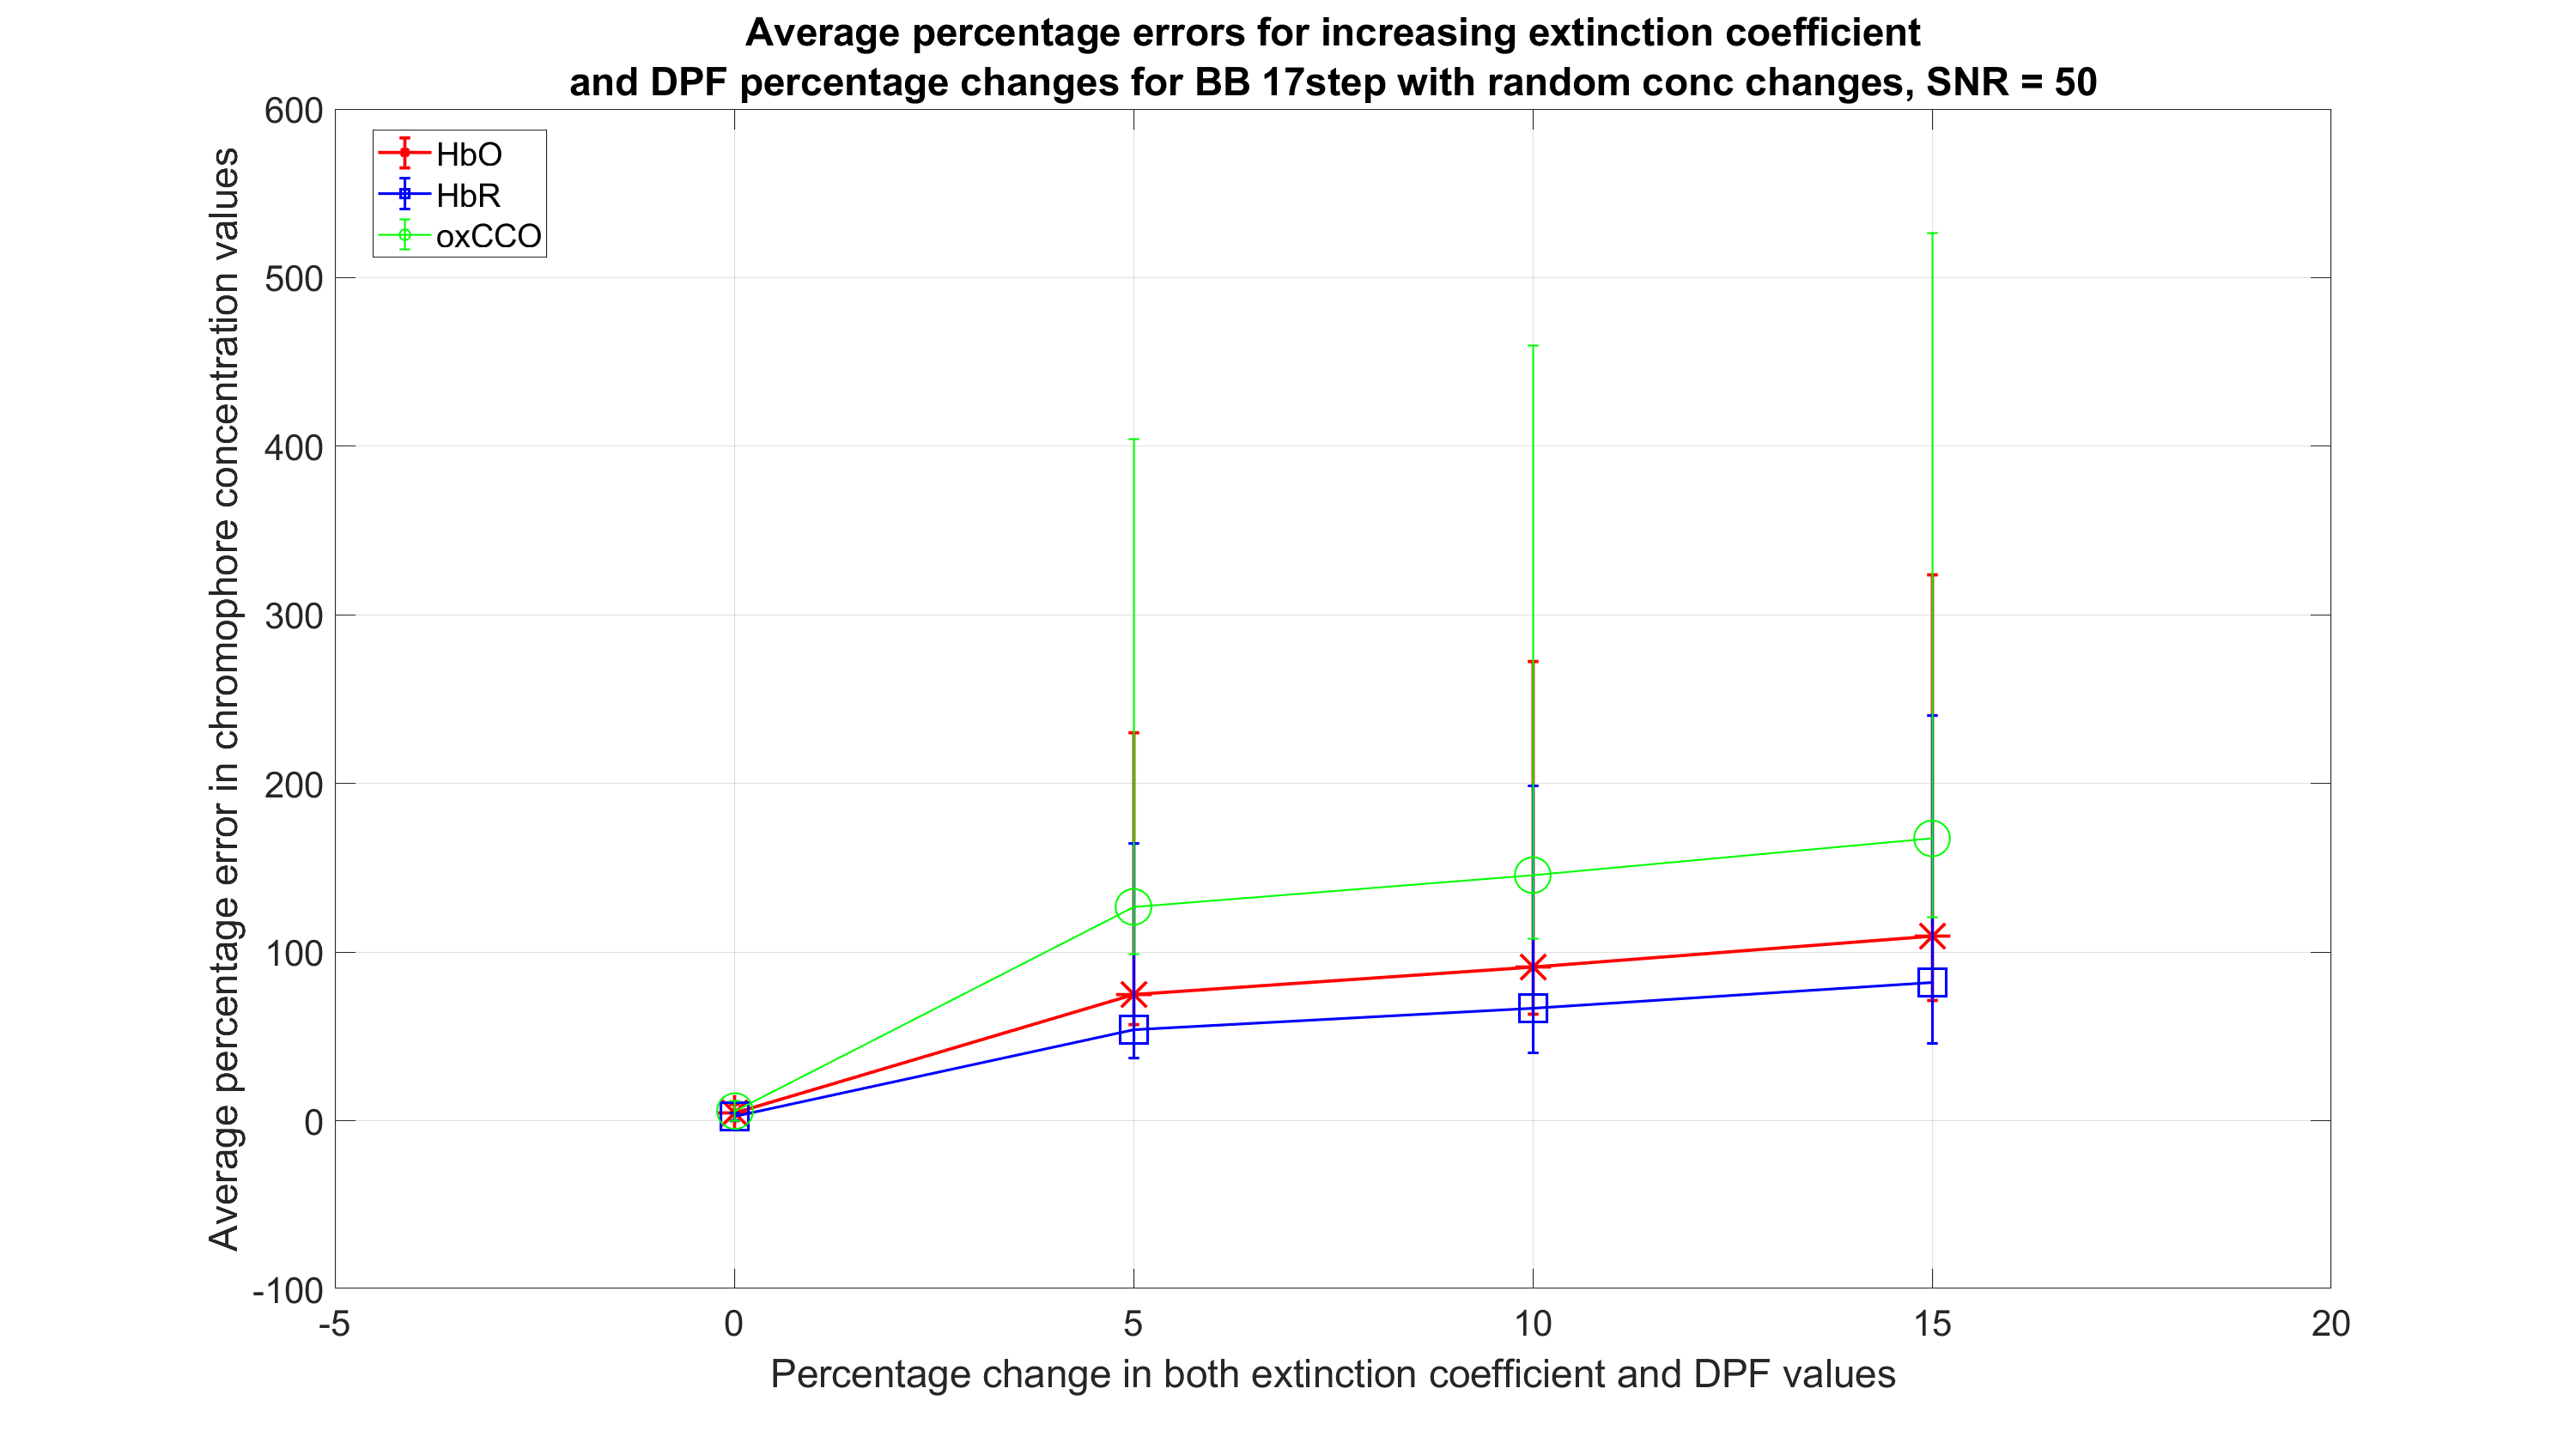 Average percentage errors for increasing extinction coefficient
and DPF percentage changes for BB 17step with random conc changes, SNR = 50
HbO
HbR
oxCCO
Average percentage error in chromophore concentration values
600
500
400
300
200
100
0
-100
-5
0
5
10
15
20
Percentage change in both extinction coefficient and DPF values